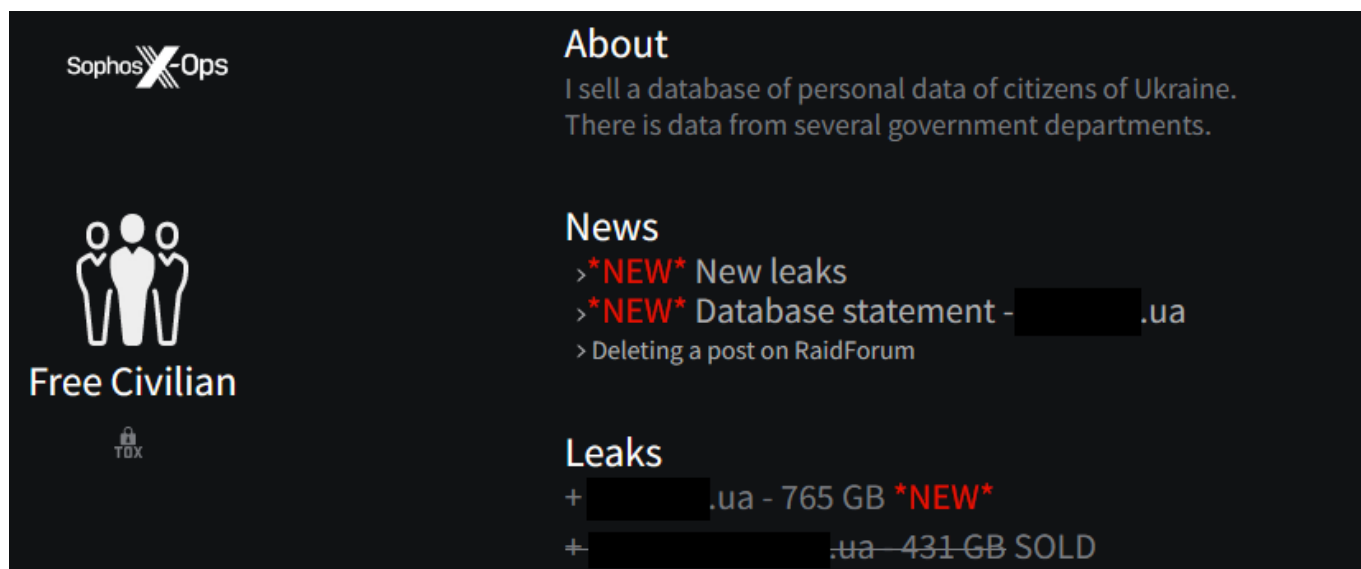 Sophos X-Ops
About
I sell a database of personal data of citizens of Ukraine.
There is data from several government departments.
News
›*NEW* New leaks
›*NEW* Database statement - .ua
› Deleting a post on RaidForum
Free Civilian
TOX
Leaks
+ .ua - 765 GB *NEW*
+ .ua - 431 GB SOLD